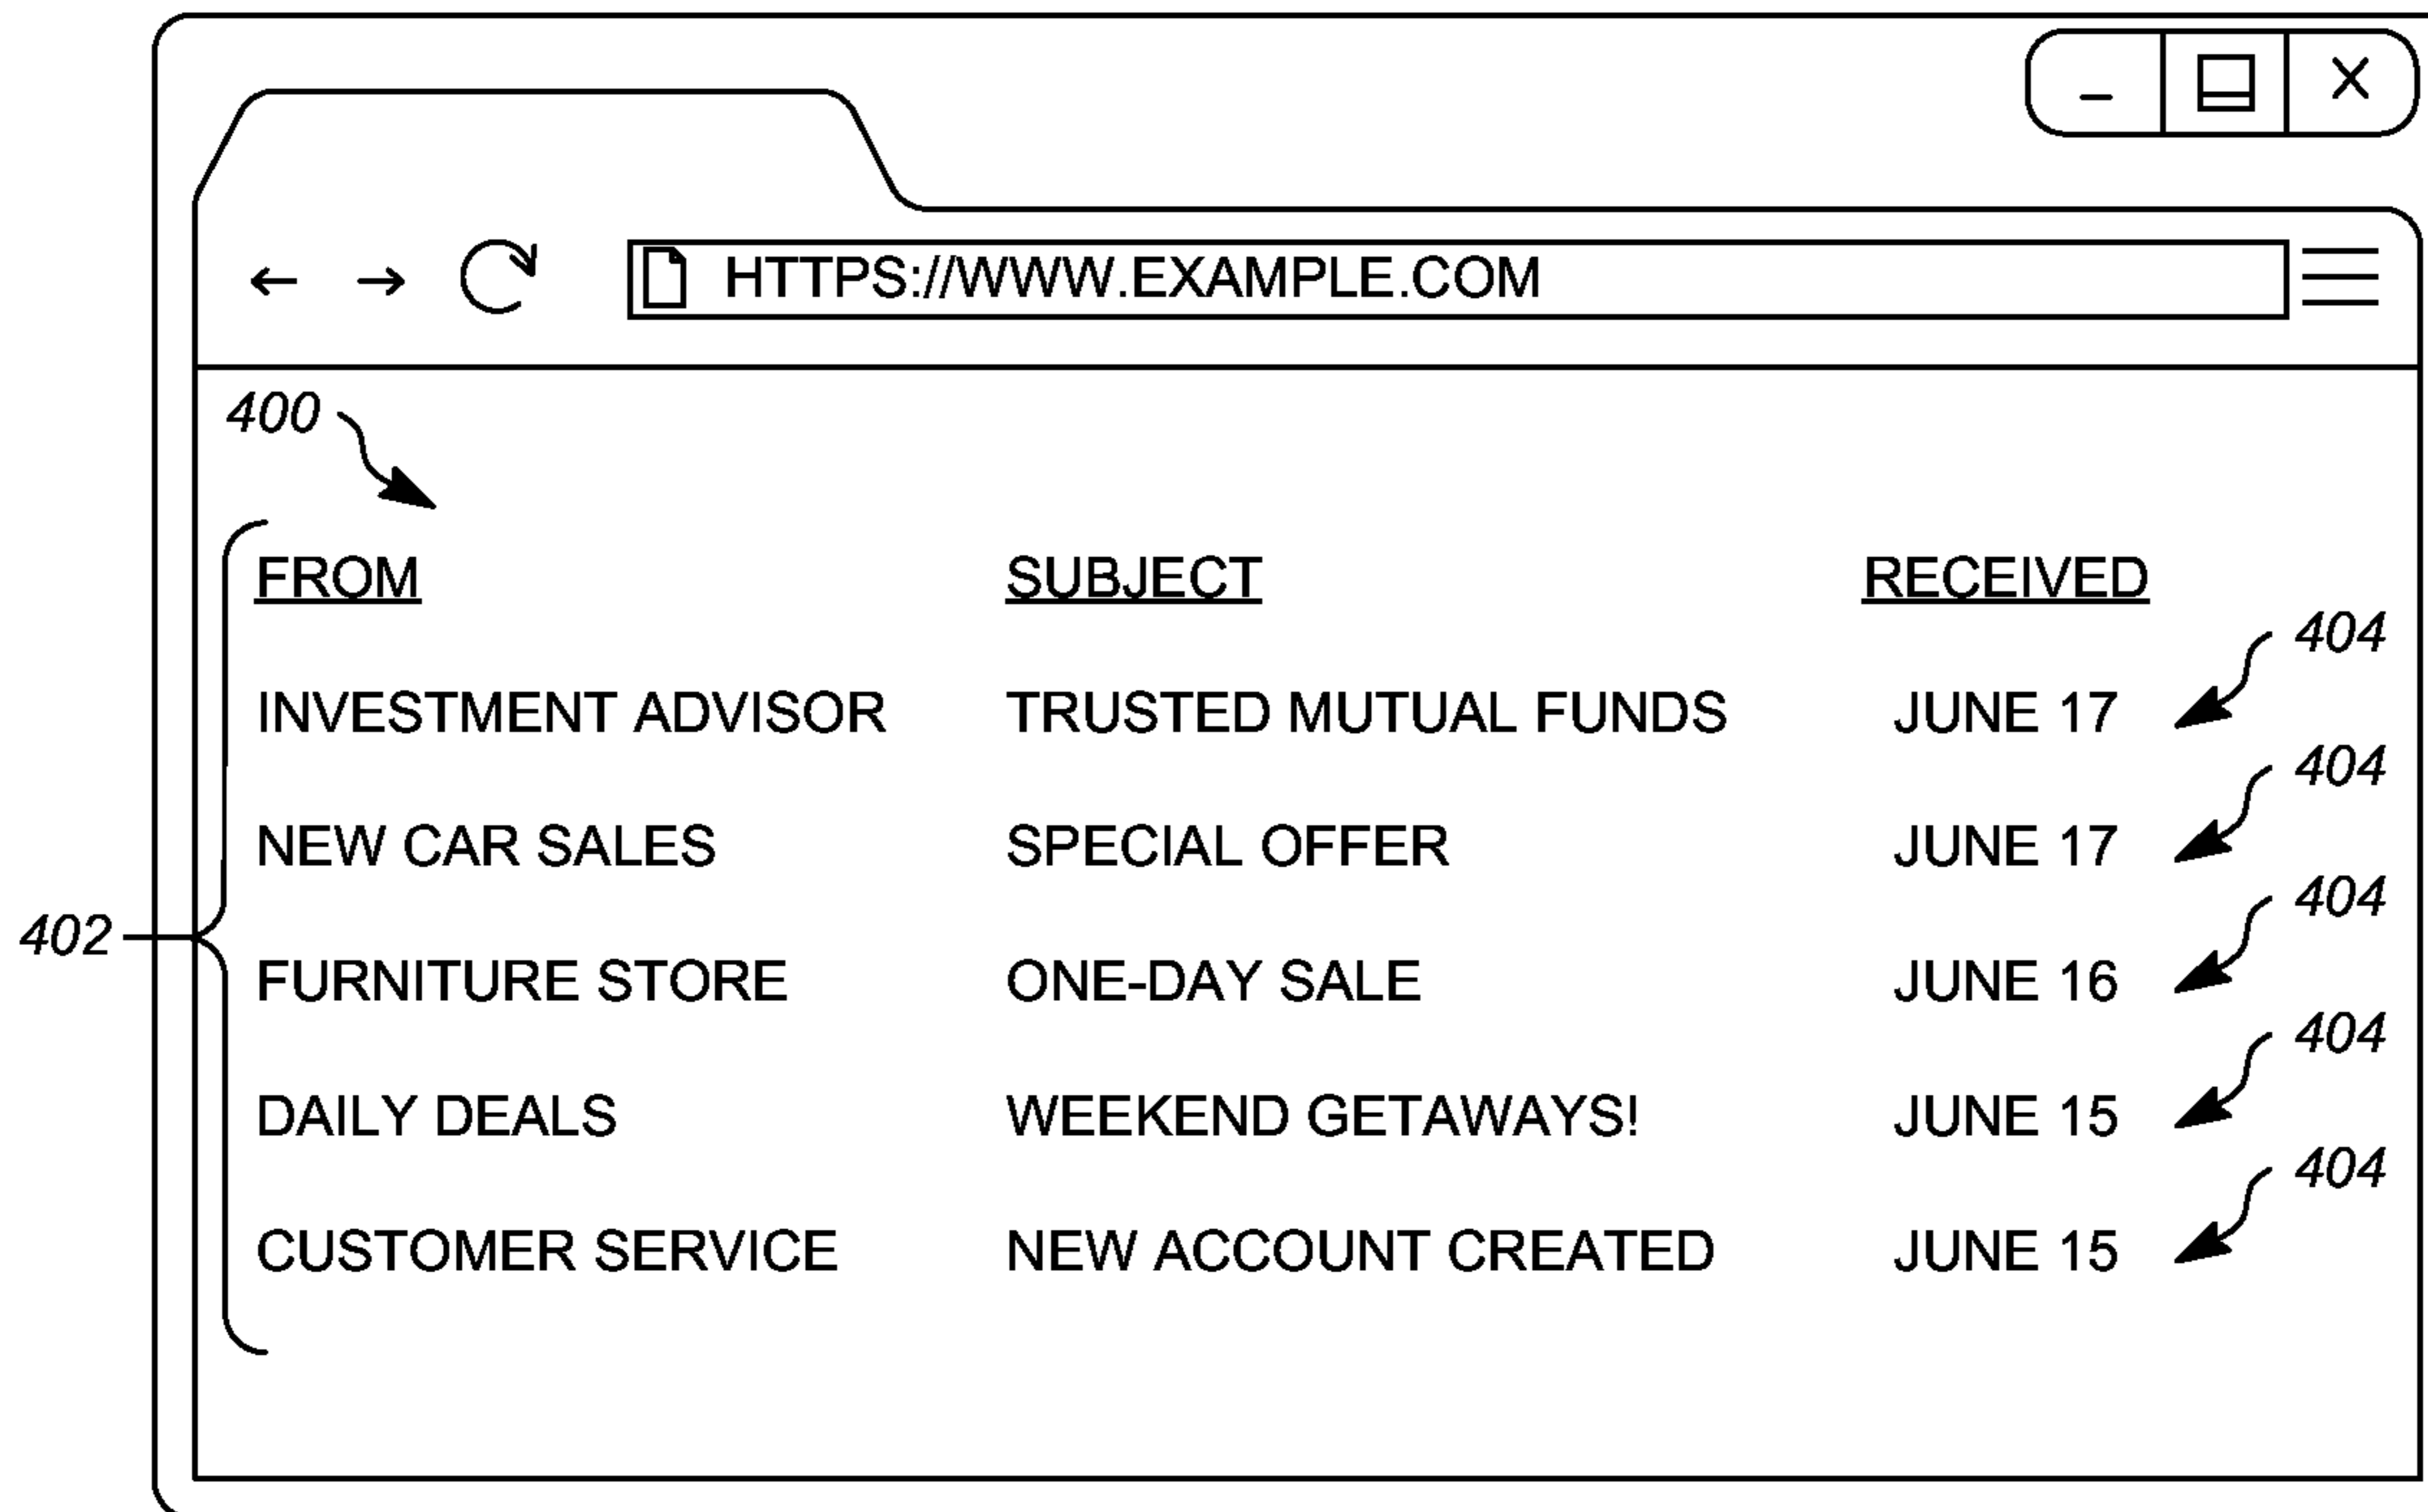 HTTPS://WWW.EXAMPLE.COM
400
FROM SUBJECT RECEIVED
404
INVESTMENT ADVISOR TRUSTED MUTUAL FUNDS JUNE 17
404
NEW CAR SALES SPECIAL OFFER JUNE 17
404
402
FURNITURE STORE ONE-DAY SALE JUNE 16
404
DAILY DEALS WEEKEND GETAWAYS! JUNE 15
404
CUSTOMER SERVICE NEW ACCOUNT CREATED JUNE 15